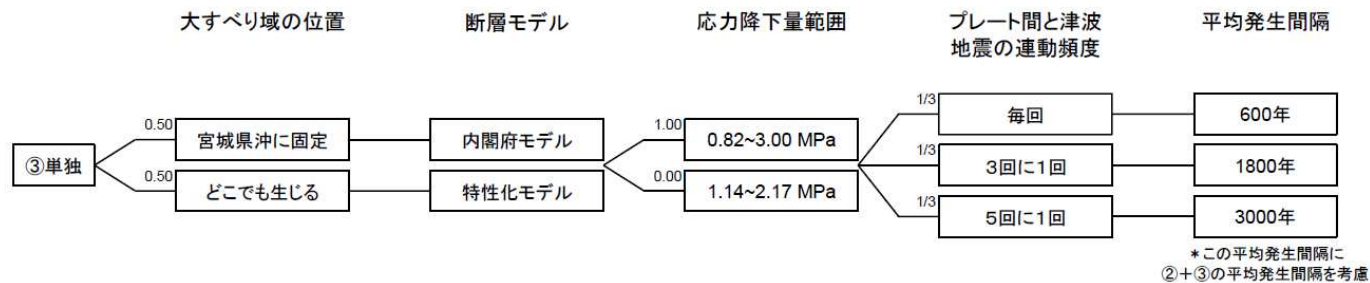 大すべり域の位置
断層モデル
応力降下量範囲
プレート間と津波
地震の連動頻度
平均発生間隔
③単独
0.50
宮城県沖に固定
内閣府モデル
1.00
0.82~3.00 MPa
1/3
毎回
600年
0.50
どこでも生じる
特性化モデル
0.00
1.14~2.17 MPa
1/3
3回に1回
1800年
1/3
5回に1回
3000年
*この平均発生間隔に
②+③の平均発生間隔を考慮